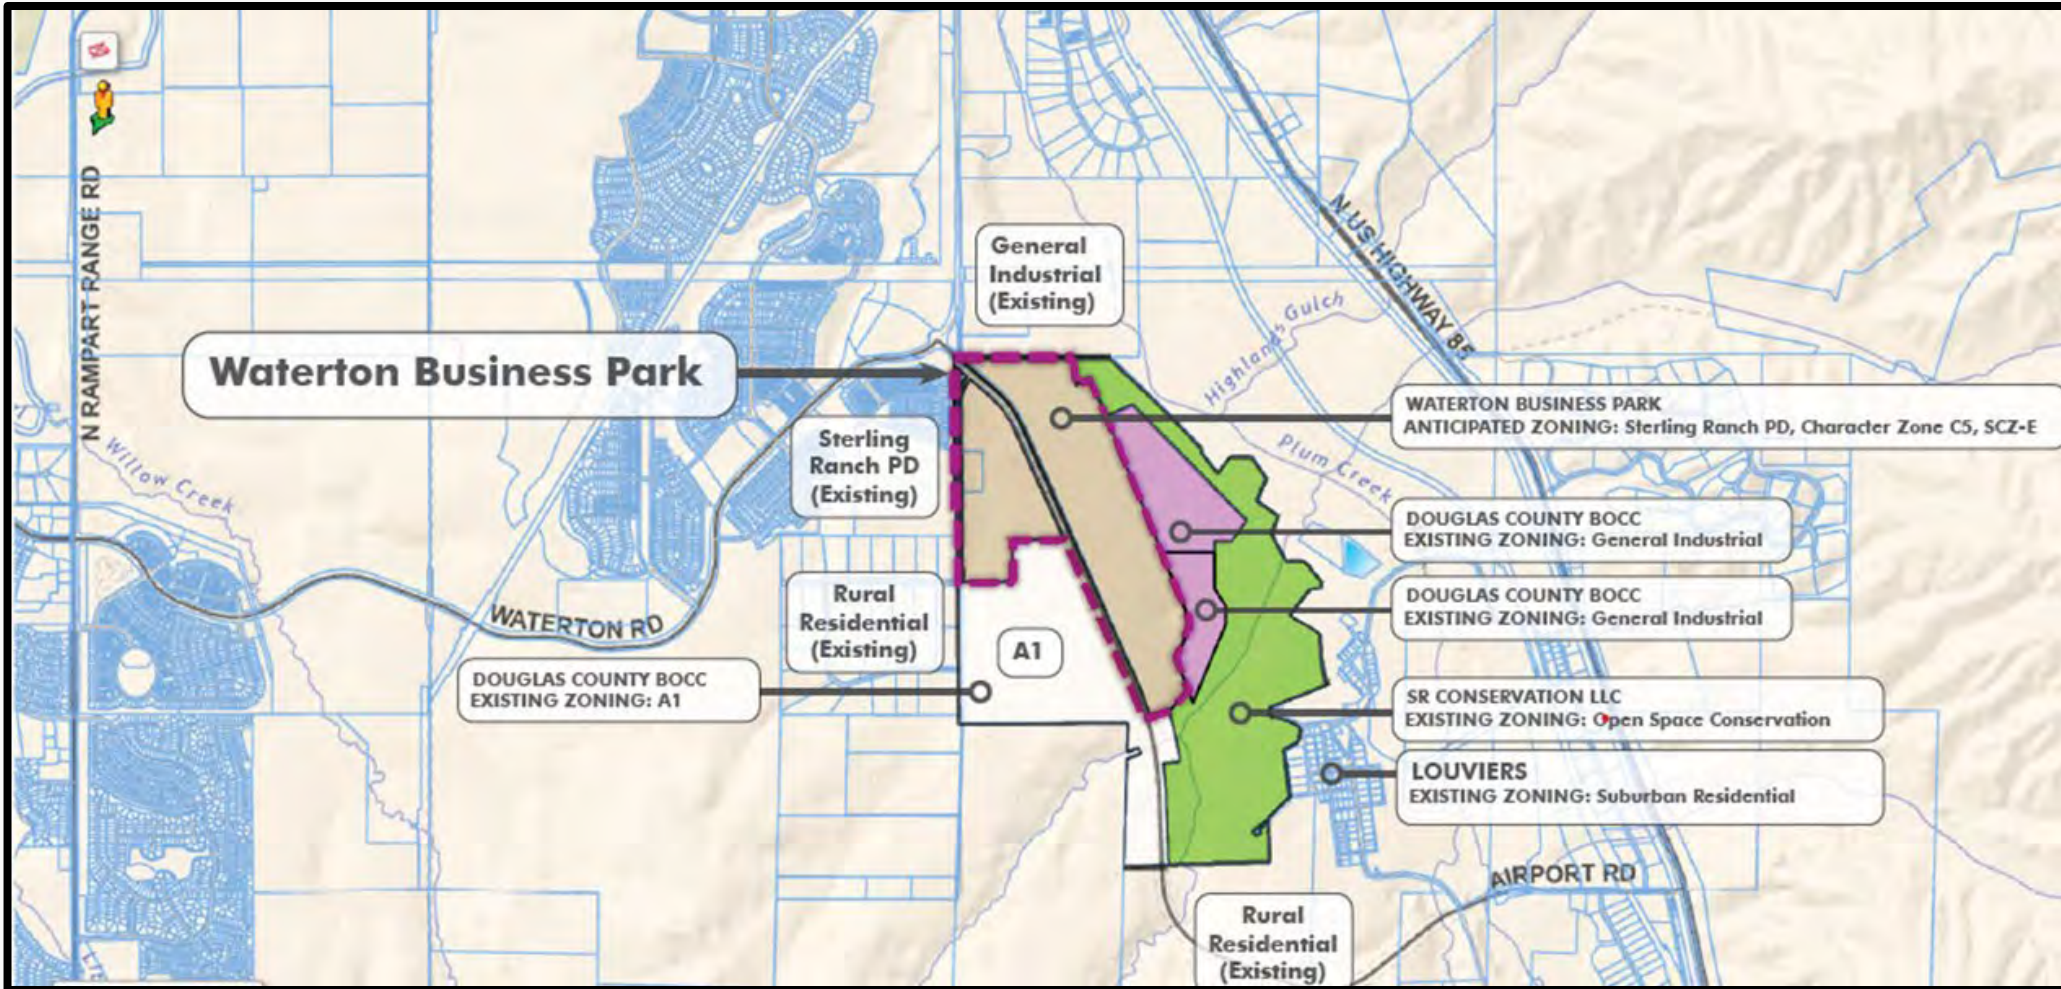 N RAMPART RANGE RD
General
Industrial
(Existing)
N US HIGHWAY 85
Highlands Gulch
Waterton Business Park
WATERTON BUSINESS PARK
ANTICIPATED ZONING: Sterling Ranch PD, Character Zone C5, SCZ-E
Sterling
Ranch PD
(Existing)
Plum Creek
Willow Creek
DOUGLAS COUNTY BOCC
EXISTING ZONING: General Industrial
DOUGLAS COUNTY BOCC
EXISTING ZONING: General Industrial
Rural
Residential
(Existing)
WATERTON RD
A1
DOUGLAS COUNTY BOCC
EXISTING ZONING: A1
SR CONSERVATION LLC
EXISTING ZONING: Open Space Conservation
LOUVIERS
EXISTING ZONING: Suburban Residential
AIRPORT RD
Rural
Residential
(Existing)